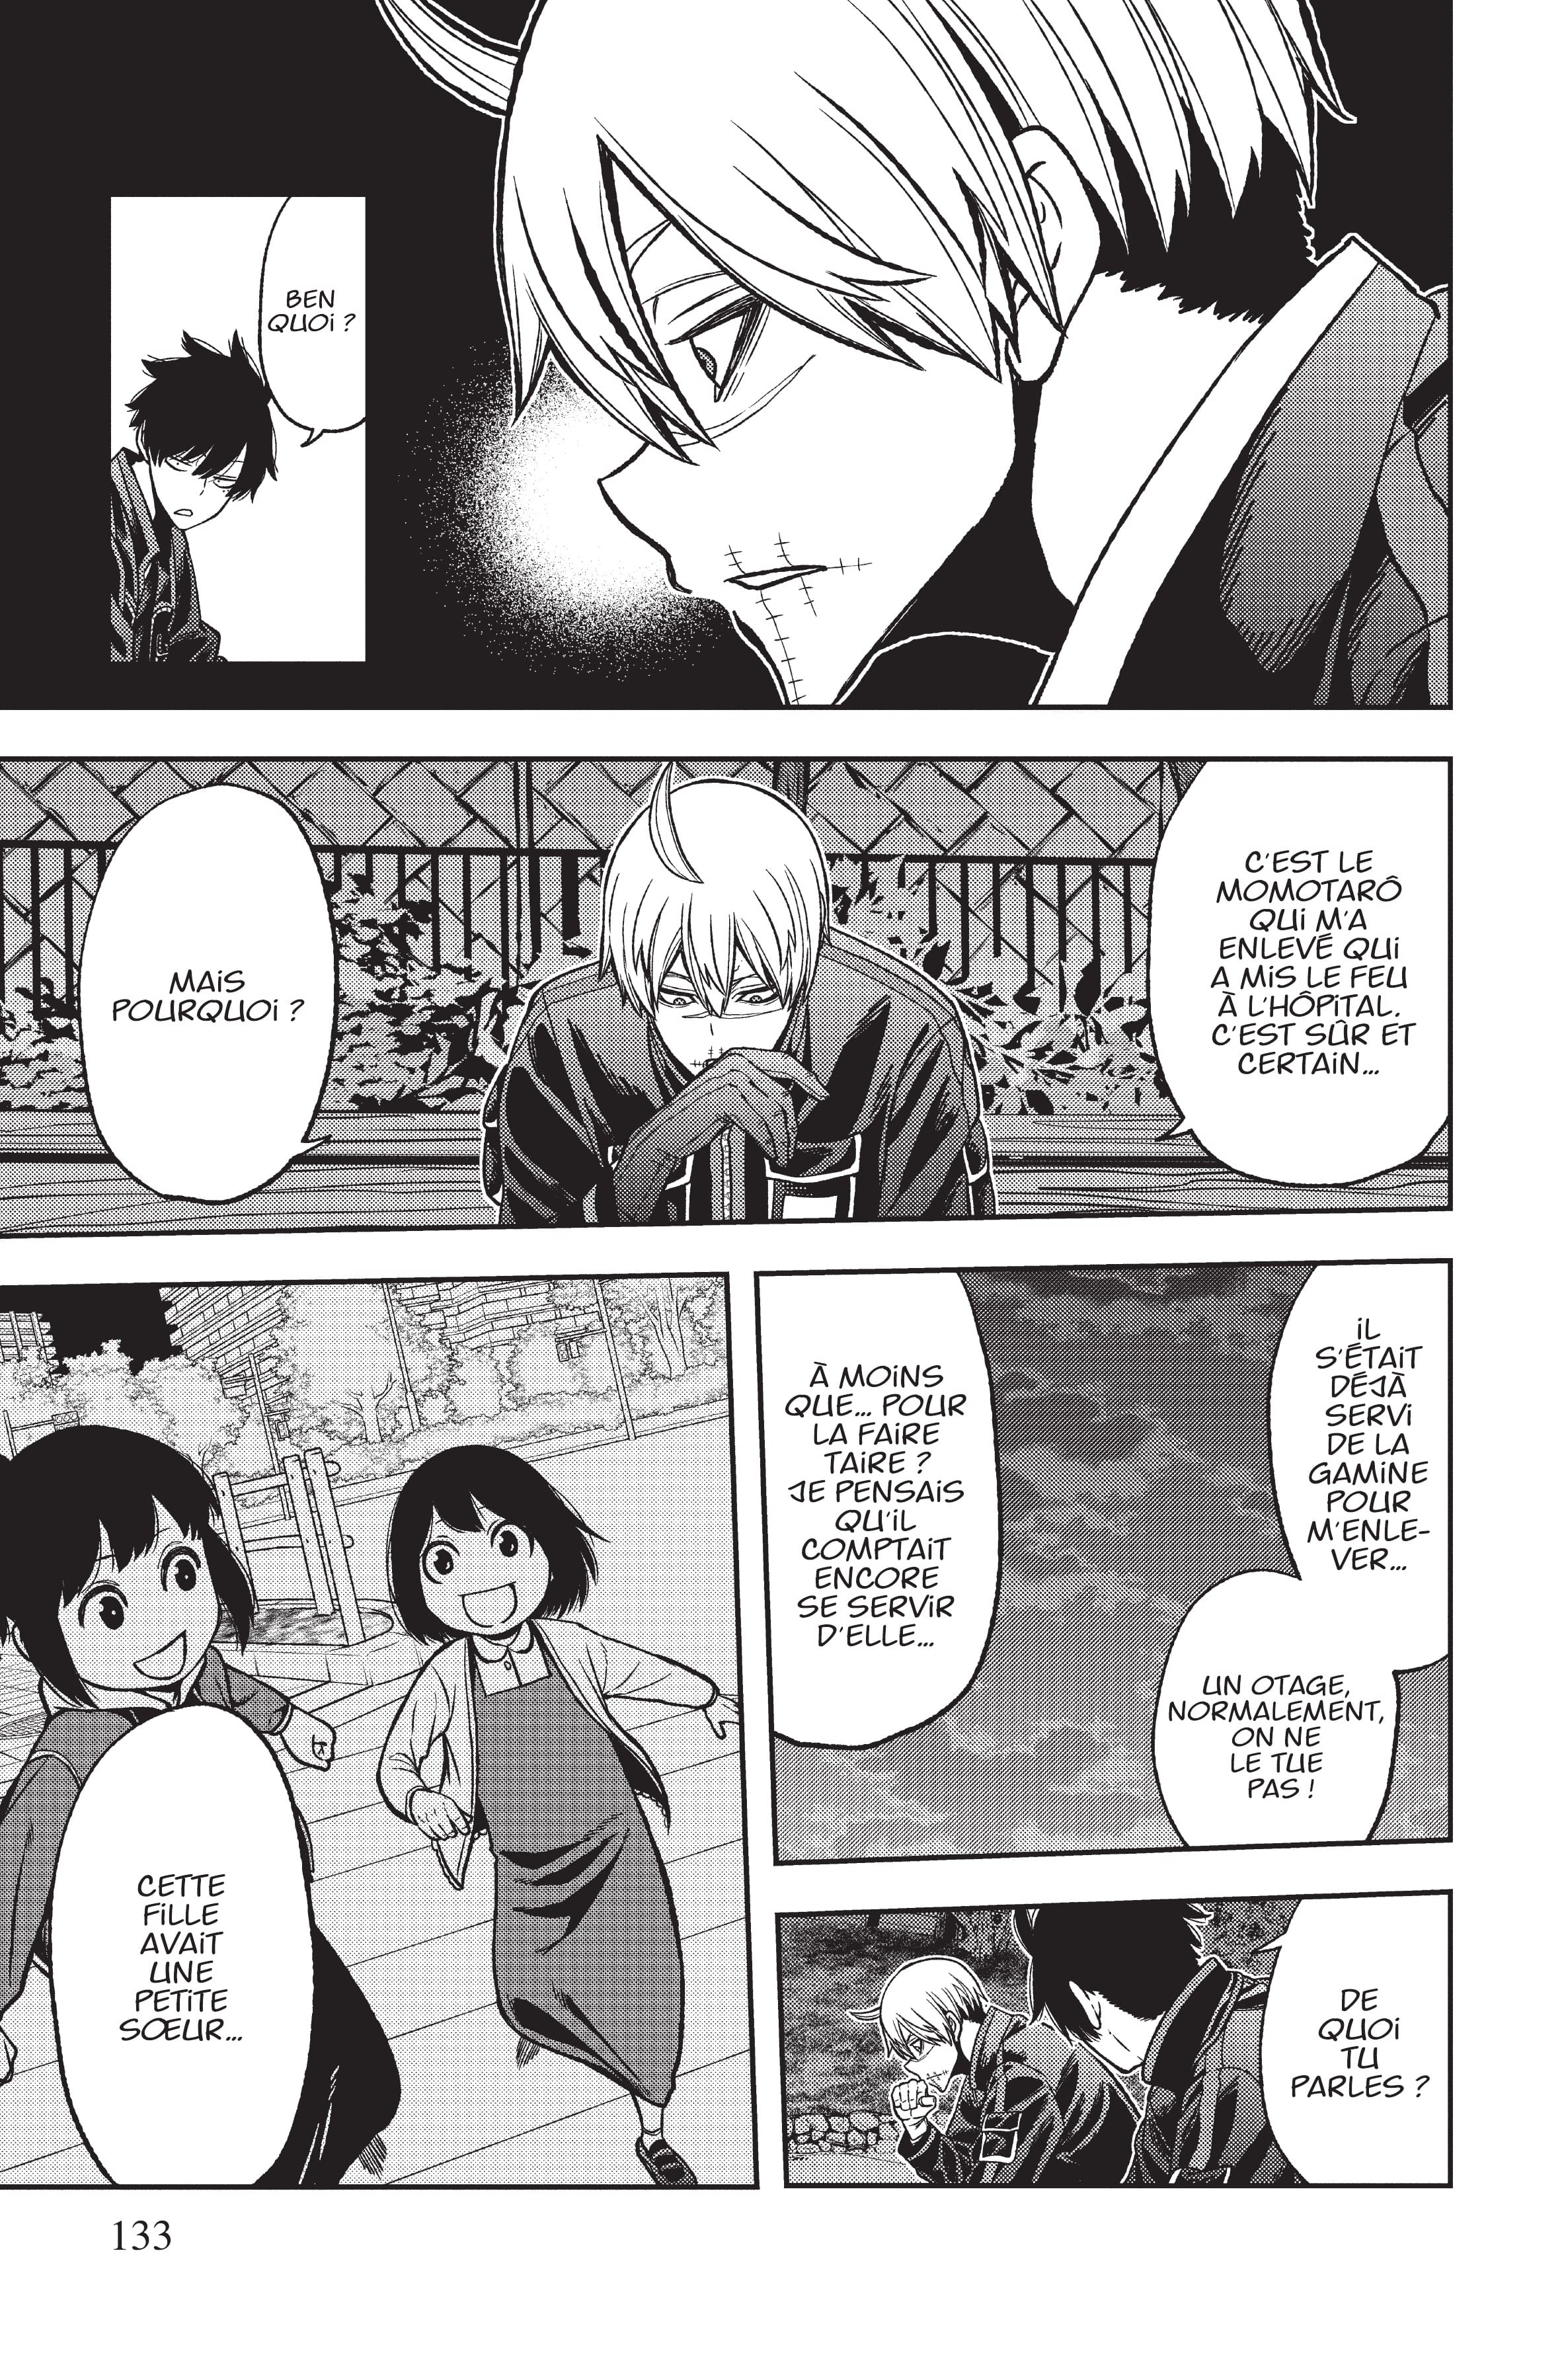 BEN
QUOI ?
C'EST LE
MOMOTARÔ
QUI M'A
ENLEVÉ QUI
A MIS LE FEU
À L'HÔPITAL.
C'EST SÛR ET
CERTAIN...
MAIS
POURQUOI ?
IL
S'ÉTAIT
DÉJÀ
SERVI
DE LA
GAMINE
POUR
M'ENLE-
VER...
UN OTAGE,
NORMALEMENT,
ON NE
LE TUE
PAS !
À MOINS
QUE... POUR
LA FAIRE
TAIRE ?
JE PENSAIS
QU'IL
COMPTAIT
ENCORE
SE SERVIR
D'ELLE...
DE
QUOI
TU
PARLES ?
CETTE
FILLE
AVAIT
UNE
PETITE
SŒUR...
133